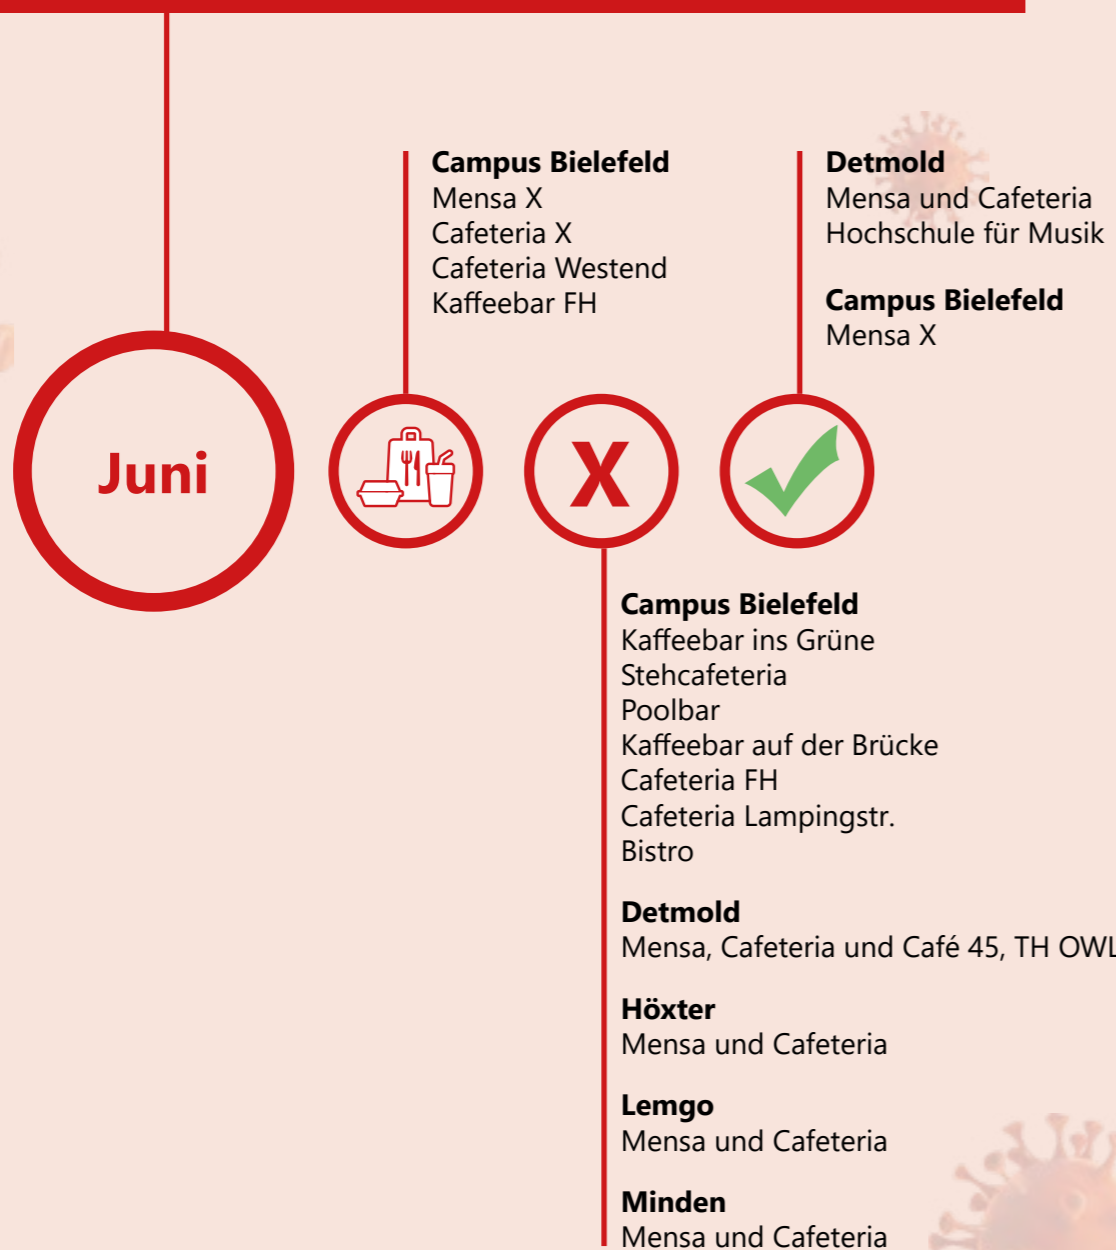 Campus Bielefeld
Mensa X
Cafeteria X
Cafeteria Westend
Kaffeebar FH
Detmold
Mensa und Cafeteria
Hochschule für Musik
Campus Bielefeld
Mensa X
Juni
X
Campus Bielefeld
Kaffeebar ins Grüne
Stehcafeteria
Poolbar
Kaffeebar auf der Brücke
Cafeteria FH
Cafeteria Lampingstr.
Bistro
Detmold
Mensa, Cafeteria und Café 45, TH OWL
Höxter
Mensa und Cafeteria
Lemgo
Mensa und Cafeteria
Minden
Mensa und Cafeteria